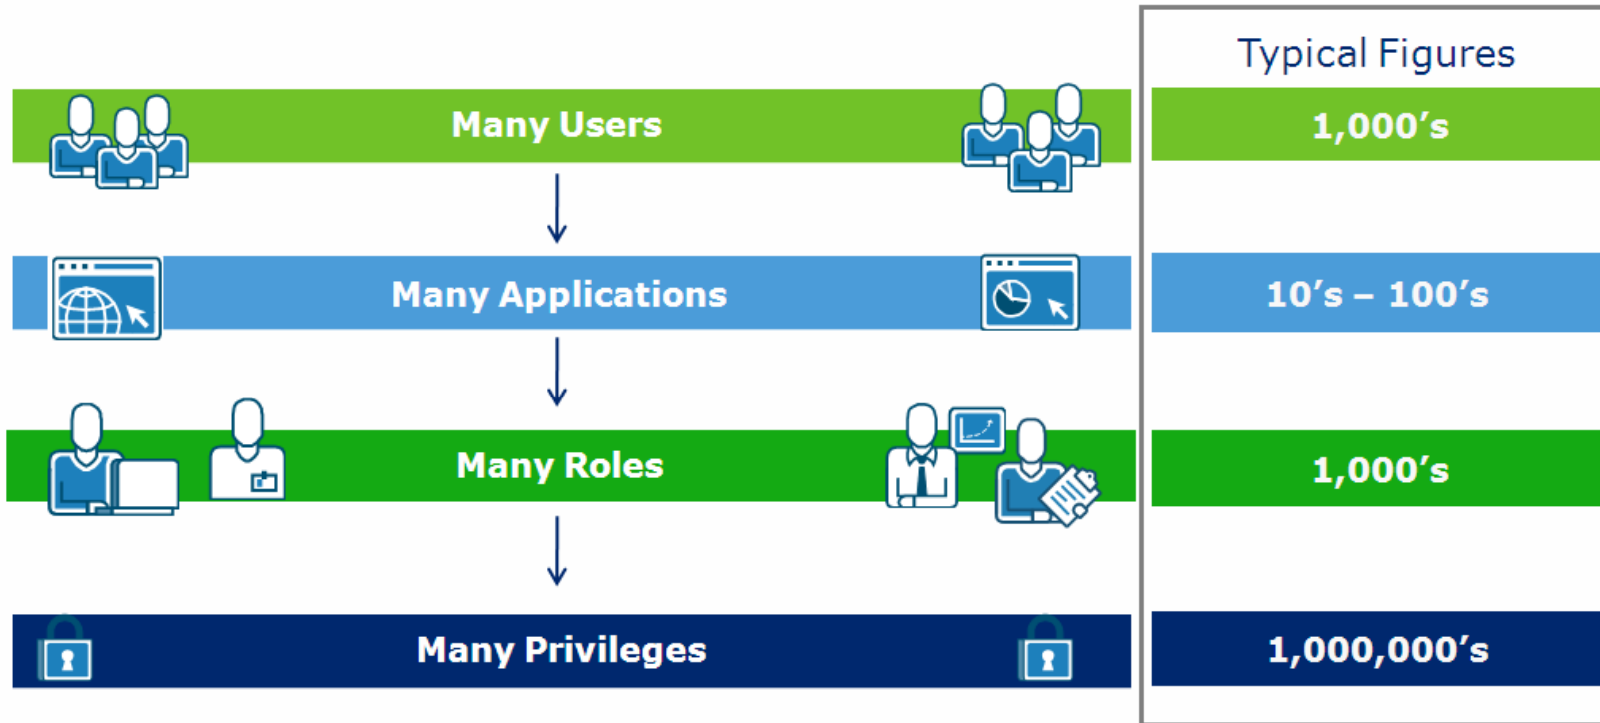 Typical Figures
Many Users
1,000’s
Many Applications
10’s – 100’s
Many Roles
1,000’s
Many Privileges
1,000,000’s